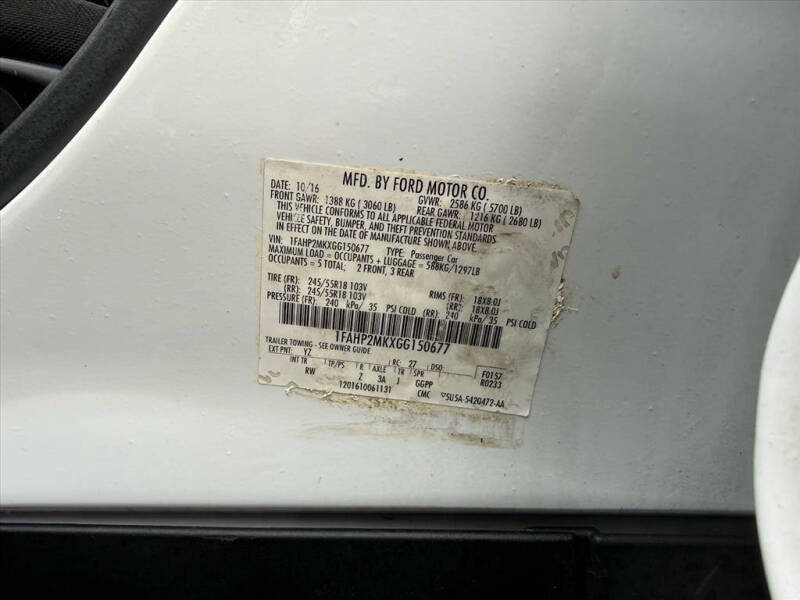 MFD. BY FORD MOTOR CO.
DATE: 10/16 GVWR: 2586 KG ( 5700 LB)
FRONT GAWR: 1388 KG ( 3060 LB) REAR GAWR: 1216 KG ( 2680 LB)
THIS VEHICLE CONFORMS TO ALL APPLICABLE FEDERAL MOTOR
VEHICLE SAFETY, BUMPER, AND THEFT PREVENTION STANDARDS
IN EFFECT ON THE DATE OF MANUFACTURE SHOWN ABOVE.
VIN: 1FAHP2MKXGG150677 TYPE: Passenger Car
MAXIMUM LOAD = OCCUPANTS + LUGGAGE = 588KG/1297LB
OCCUPANTS = 5 TOTAL; 2 FRONT, 3 REAR
TIRE (FR): 245/55R18 103V RIMS (FR): 18X8.0J
(RR): 245/55R18 103V (RR): 18X8.0J
PRESSURE (FR): 240 kPa/ 35 PSI COLD (RR): 240 kPa/ 35 PSI COLD
1FAHP2MKXGG150677
TRAILER TOWING - SEE OWNER GUIDE
EXT PNT: YZ RC: 27 DSO: F0157
INT TR TP/PS R AXLE TR SPR R0233
RW Z 3A J GGPP
1201610061131 CMC 5U5A-5420472-AA